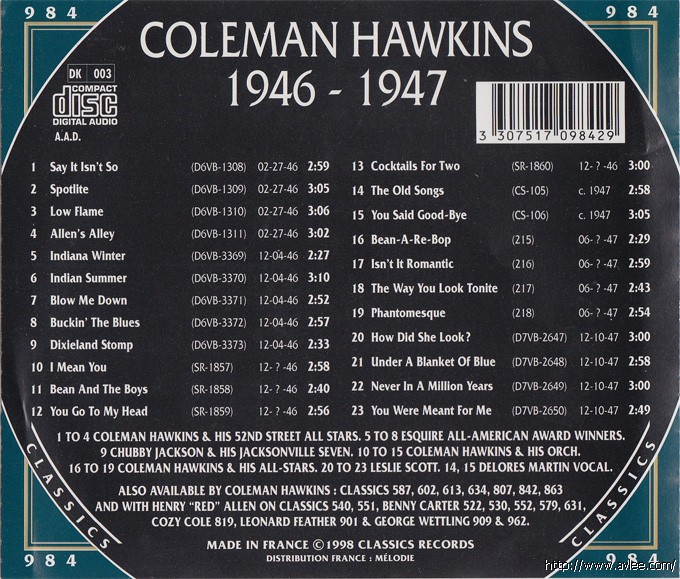 984
984
COLEMAN HAWKINS
1946 - 1947
DK 003
COMPACT
disc
DIGITAL AUDIO
A.A.D.
3 307517 098429
1 Say It Isn't So (D6VB-1308) 02-27-46 2:59
2 Spotlite (D6VB-1309) 02-27-46 3:05
3 Low Flame (D6VB-1310) 02-27-46 3:06
4 Allen's Alley (D6VB-1311) 02-27-46 3:02
5 Indiana Winter (D6VB-3369) 12-04-46 2:27
6 Indian Summer (D6VB-3370) 12-04-46 3:10
7 Blow Me Down (D6VB-3371) 12-04-46 2:52
8 Buckin' The Blues (D6VB-3372) 12-04-46 2:57
9 Dixieland Stomp (D6VB-3373) 12-04-46 2:33
10 I Mean You (SR-1857) 12- ? -46 2:58
11 Bean And The Boys (SR-1858) 12- ? -46 2:40
12 You Go To My Head (SR-1859) 12- ? -46 2:56
13 Cocktails For Two (SR-1860) 12- ? -46 3:00
14 The Old Songs (CS-105) c. 1947 2:58
15 You Said Good-Bye (CS-106) c. 1947 3:05
16 Bean-A-Re-Bop (215) 06- ? -47 2:29
17 Isn't It Romantic (216) 06- ? -47 2:59
18 The Way You Look Tonite (217) 06- ? -47 2:43
19 Phantomesque (218) 06- ? -47 2:54
20 How Did She Look? (D7VB-2647) 12-10-47 3:00
21 Under A Blanket Of Blue (D7VB-2648) 12-10-47 2:58
22 Never In A Million Years (D7VB-2649) 12-10-47 3:00
23 You Were Meant For Me (D7VB-2650) 12-10-47 2:49
1 TO 4 COLEMAN HAWKINS & HIS 52ND STREET ALL STARS. 5 TO 8 ESQUIRE ALL-AMERICAN AWARD WINNERS.
9 CHUBBY JACKSON & HIS JACKSONVILLE SEVEN. 10 TO 15 COLEMAN HAWKINS & HIS ORCH.
16 TO 19 COLEMAN HAWKINS & HIS ALL-STARS. 20 TO 23 LESLIE SCOTT. 14, 15 DELORES MARTIN VOCAL.
ALSO AVAILABLE BY COLEMAN HAWKINS : CLASSICS 587, 602, 613, 634, 807, 842, 863
AND WITH HENRY “RED” ALLEN ON CLASSICS 540, 551, BENNY CARTER 522, 530, 552, 579, 631,
COZY COLE 819, LEONARD FEATHER 901 & GEORGE WETTLING 909 & 962.
MADE IN FRANCE ©1998 CLASSICS RECORDS
DISTRIBUTION FRANCE : MÉLODIE
CLASSICS
CLASSICS
984
984
http://www.avlee.com/